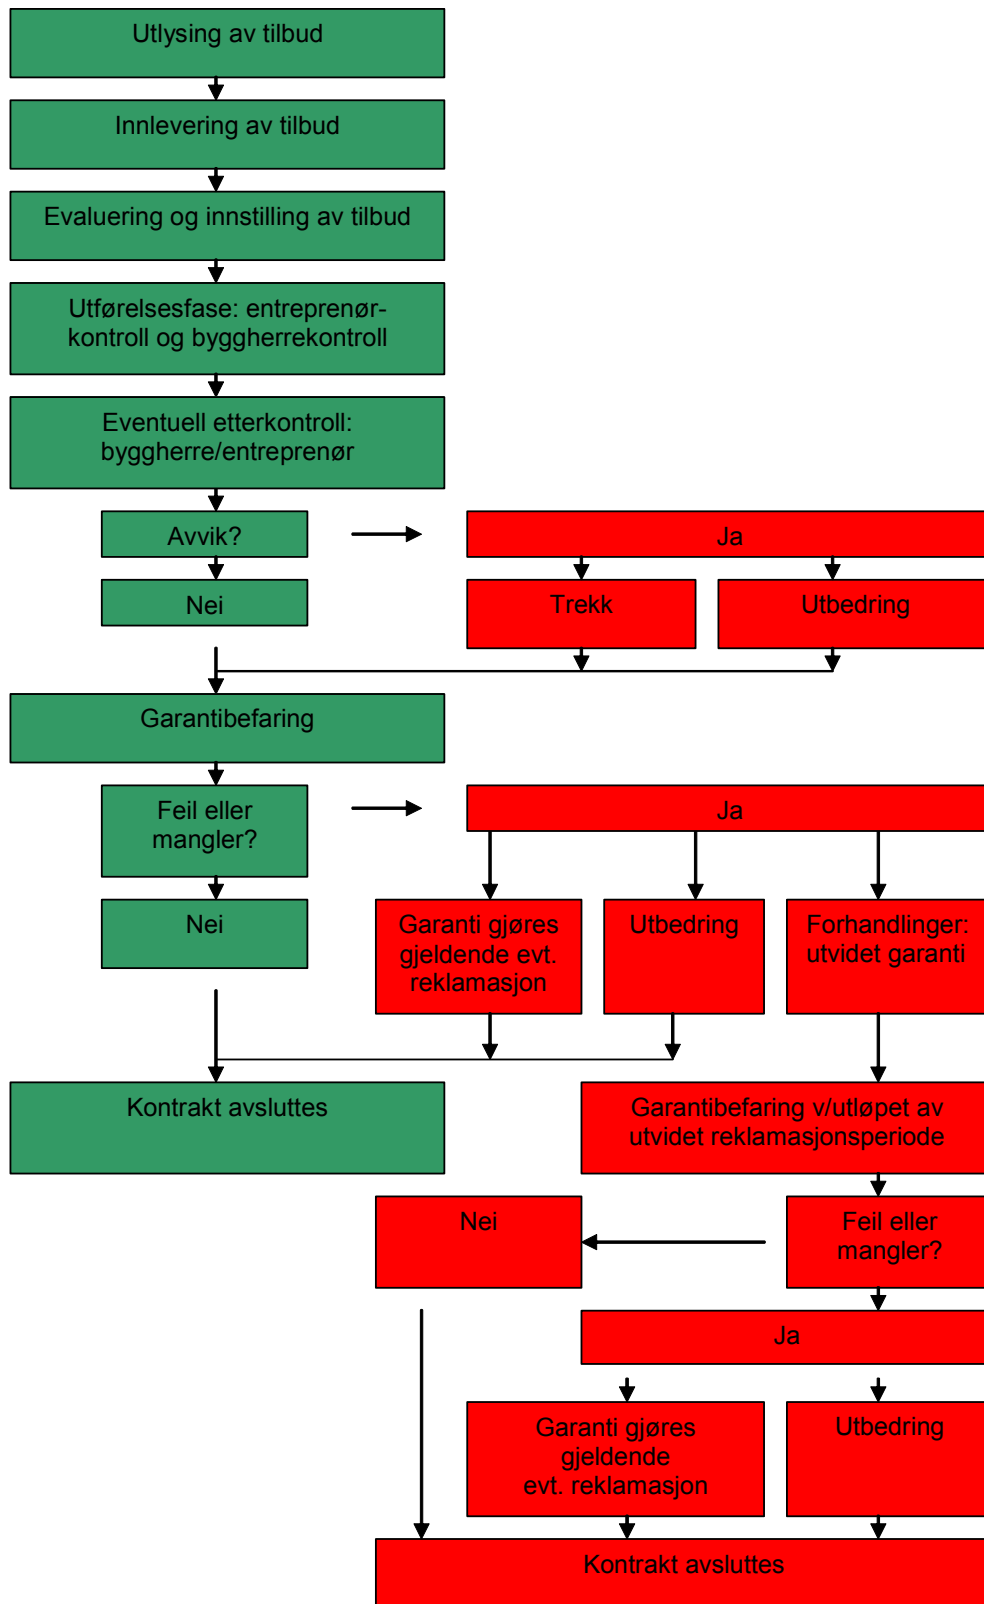 Utlysing av tilbud
Innlevering av tilbud
Evaluering og innstilling av tilbud
Utførelsesfase: entreprenør-
kontroll og byggherrekontroll
Eventuell etterkontroll:
byggherre/entreprenør
Avvik?
Ja
Nei
Trekk
Utbedring
Garantibefaring
Feil eller
mangler?
Ja
Nei
Garanti gjøres
gjeldende evt.
reklamasjon
Utbedring
Forhandlinger:
utvidet garanti
Kontrakt avsluttes
Garantibefaring v/utløpet av
utvidet reklamasjonsperiode
Nei
Feil eller
mangler?
Ja
Garanti gjøres
gjeldende
evt. reklamasjon
Utbedring
Kontrakt avsluttes